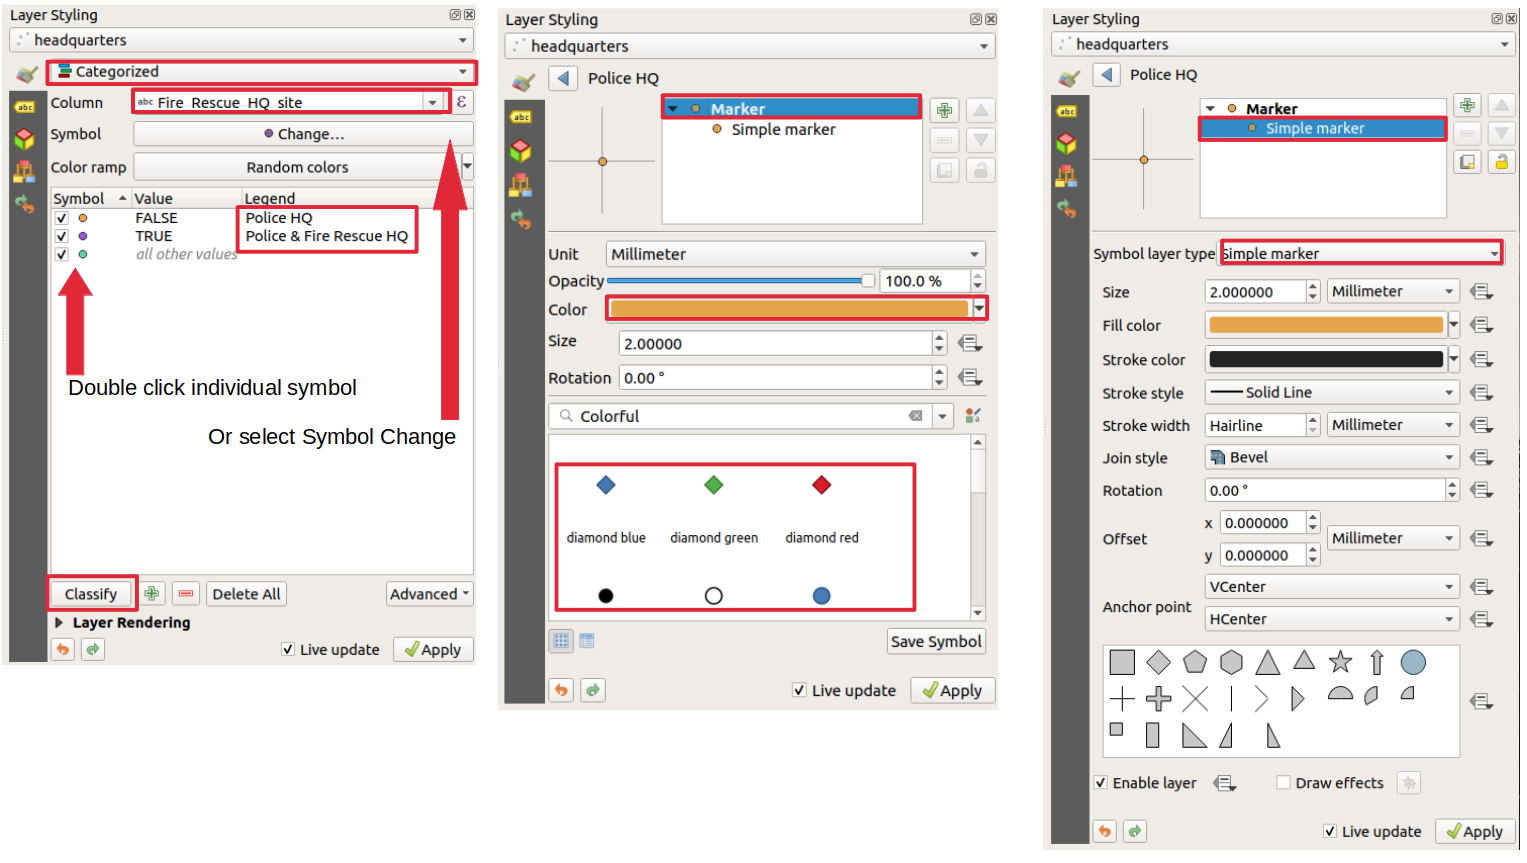 Layer Styling
headquarters
Categorized
abc
Column
abc Fire_Rescue_HQ_site
ε
Symbol
Change...
Color ramp
Random colors
Symbol Value Legend
FALSE Police HQ
TRUE Police & Fire Rescue HQ
all other values
Double click individual symbol
Or select Symbol Change
Classify
Delete All
Advanced
Layer Rendering
Live update
Apply
Layer Styling
headquarters
Police HQ
abc
Marker
Simple marker
Unit Millimeter
Opacity 100.0 %
Color
Size 2.00000
Rotation 0.00 °
Colorful
diamond blue diamond green diamond red
Save Symbol
Live update
Apply
Layer Styling
headquarters
Police HQ
abc
Marker
Simple marker
Symbol layer type Simple marker
Size 2.000000 Millimeter
Fill color
Stroke color
Stroke style Solid Line
Stroke width Hairline Millimeter
Join style Bevel
Rotation 0.00 °
Offset
x 0.000000
y 0.000000
Millimeter
Anchor point
VCenter
HCenter
Enable layer
Draw effects
Live update
Apply